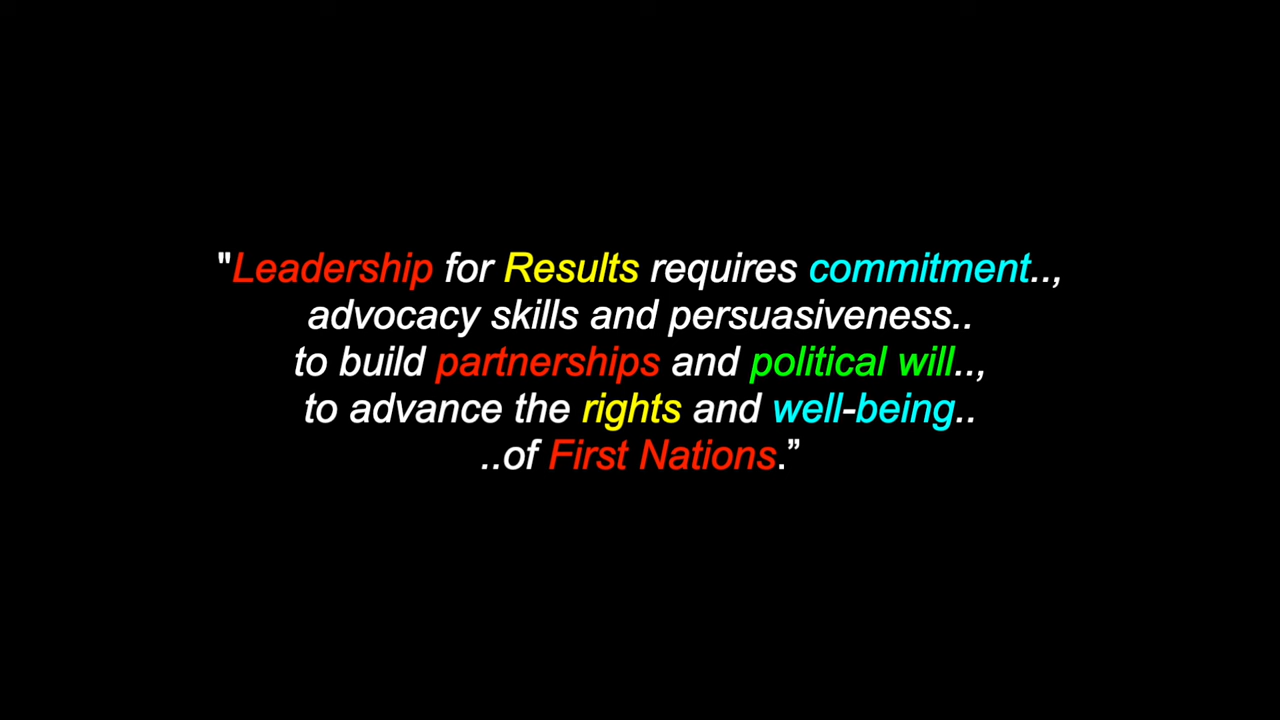 "Leadership for Results requires commitment..,
advocacy skills and persuasiveness..
to build partnerships and political will..,
to advance the rights and well-being..
..of First Nations.”